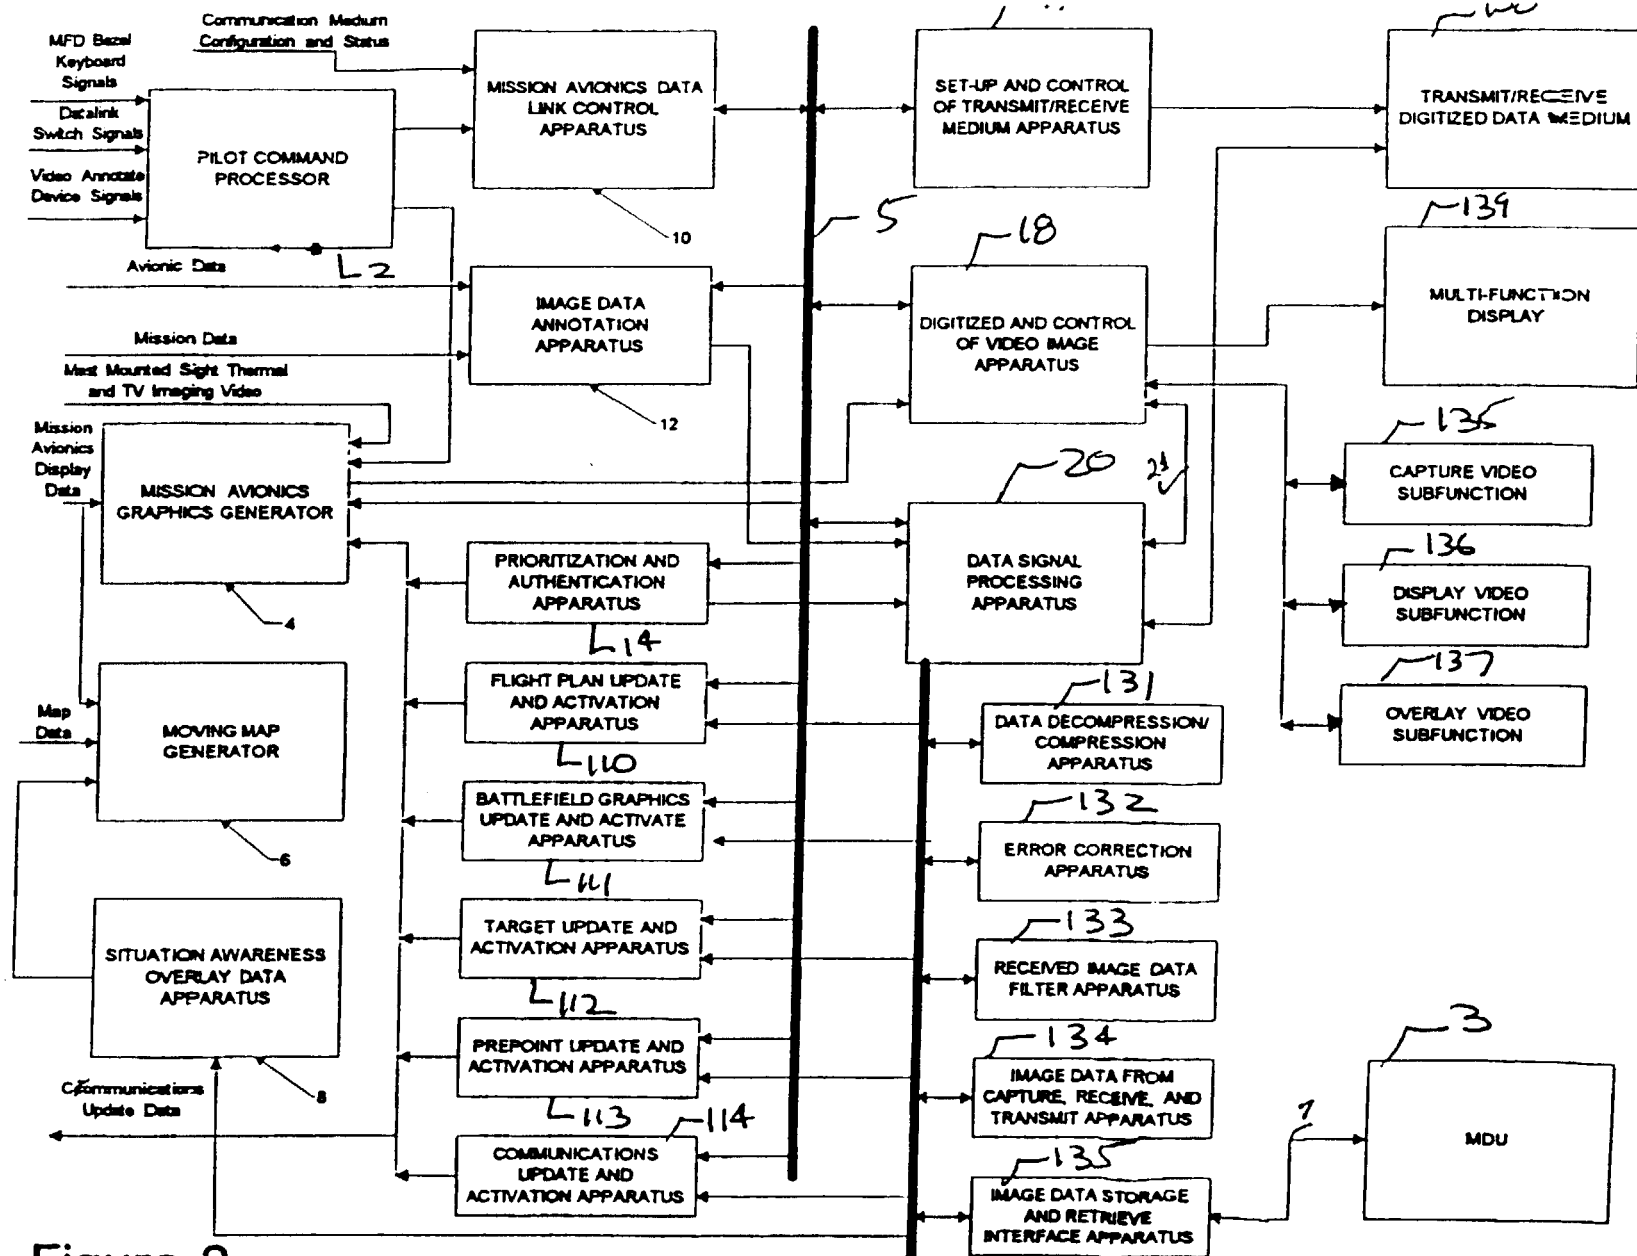 Communication Medium
Configuration and Status
MFD Bezel
Keyboard
Signals
Datalink
Switch Signals
Video Annotate
Device Signals
PILOT COMMAND
PROCESSOR
2
Avionic Data
Mission Data
Mast Mounted Sight Thermal
and TV Imaging Video
Mission
Avionics
Display
Data
MISSION AVIONICS
GRAPHICS GENERATOR
4
Map
Data
MOVING MAP
GENERATOR
6
SITUATION AWARENESS
OVERLAY DATA
APPARATUS
8
Communications
Update Data
MISSION AVIONICS DATA
LINK CONTROL
APPARATUS
10
IMAGE DATA
ANNOTATION
APPARATUS
12
PRIORITIZATION AND
AUTHENTICATION
APPARATUS
14
FLIGHT PLAN UPDATE
AND ACTIVATION
APPARATUS
110
BATTLEFIELD GRAPHICS
UPDATE AND ACTIVATE
APPARATUS
111
TARGET UPDATE AND
ACTIVATION APPARATUS
112
PREPOINT UPDATE AND
ACTIVATION APPARATUS
113
114
COMMUNICATIONS
UPDATE AND
ACTIVATION APPARATUS
5
SET-UP AND CONTROL
OF TRANSMIT/RECEIVE
MEDIUM APPARATUS
18
DIGITIZED AND CONTROL
OF VIDEO IMAGE
APPARATUS
20
DATA SIGNAL
PROCESSING
APPARATUS
131
DATA DECOMPRESSION/
COMPRESSION
APPARATUS
132
ERROR CORRECTION
APPARATUS
133
RECEIVED IMAGE DATA
FILTER APPARATUS
134
IMAGE DATA FROM
CAPTURE, RECEIVE, AND
TRANSMIT APPARATUS
135
IMAGE DATA STORAGE
AND RETRIEVE
INTERFACE APPARATUS
TRANSMIT/RECEIVE
DIGITIZED DATA MEDIUM
139
MULTI-FUNCTION
DISPLAY
135
CAPTURE VIDEO
SUBFUNCTION
136
DISPLAY VIDEO
SUBFUNCTION
137
OVERLAY VIDEO
SUBFUNCTION
3
7
MDU
Figure